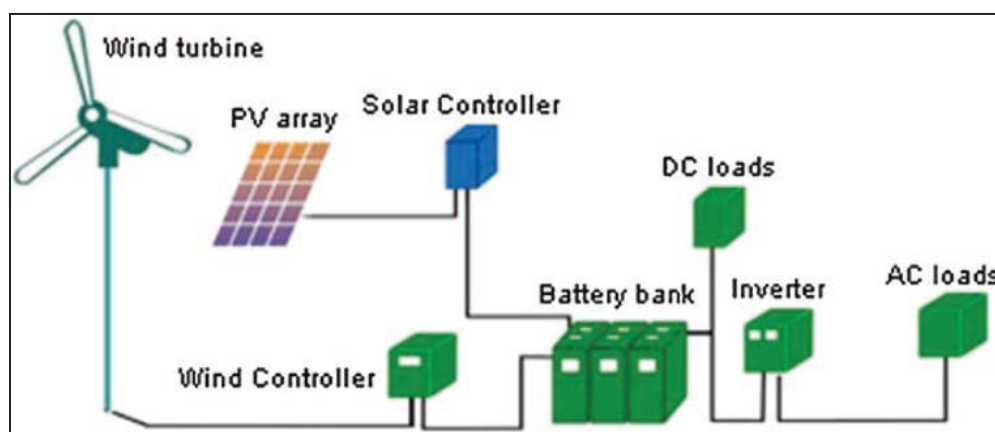 Wind turbine
PV array
Solar Controller
DC loads
Battery bank
Inverter
AC loads
Wind Controller